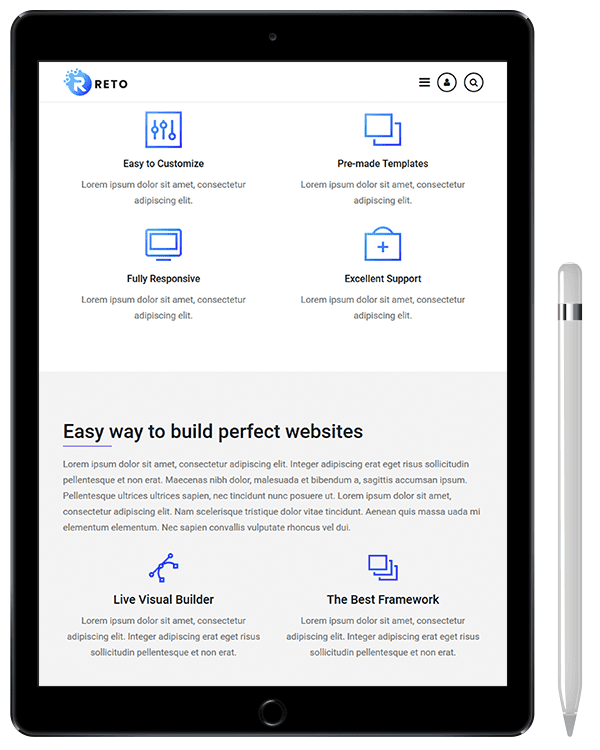 RETO
Easy to Customize
Lorem ipsum dolor sit amet, consectetur
adipiscing elit.
Pre-made Templates
Lorem ipsum dolor sit amet, consectetur
adipiscing elit.
Fully Responsive
Lorem ipsum dolor sit amet, consectetur
adipiscing elit.
Excellent Support
Lorem ipsum dolor sit amet, consectetur
adipiscing elit.
Easy way to build perfect websites
Lorem ipsum dolor sit amet, consectetur adipiscing elit. Integer adipiscing erat eget risus sollicitudin
pellentesque et non erat. Maecenas nibh dolor, malesuada et bibendum a, sagittis accumsan ipsum.
Pellentesque ultrices ultrices sapien, nec tincidunt nunc posuere ut. Lorem ipsum dolor sit amet,
consectetur adipiscing elit. Nam scelerisque tristique dolor vitae tincidunt. Aenean quis massa uada mi
elementum elementum. Nec sapien convallis vulputate rhoncus vel dui.
Live Visual Builder
Lorem ipsum dolor sit amet, consectetur
adipiscing elit. Integer adipiscing erat eget risus
sollicitudin pellentesque et non erat.
The Best Framework
Lorem ipsum dolor sit amet, consectetur
adipiscing elit. Integer adipiscing erat eget risus
sollicitudin pellentesque et non erat.